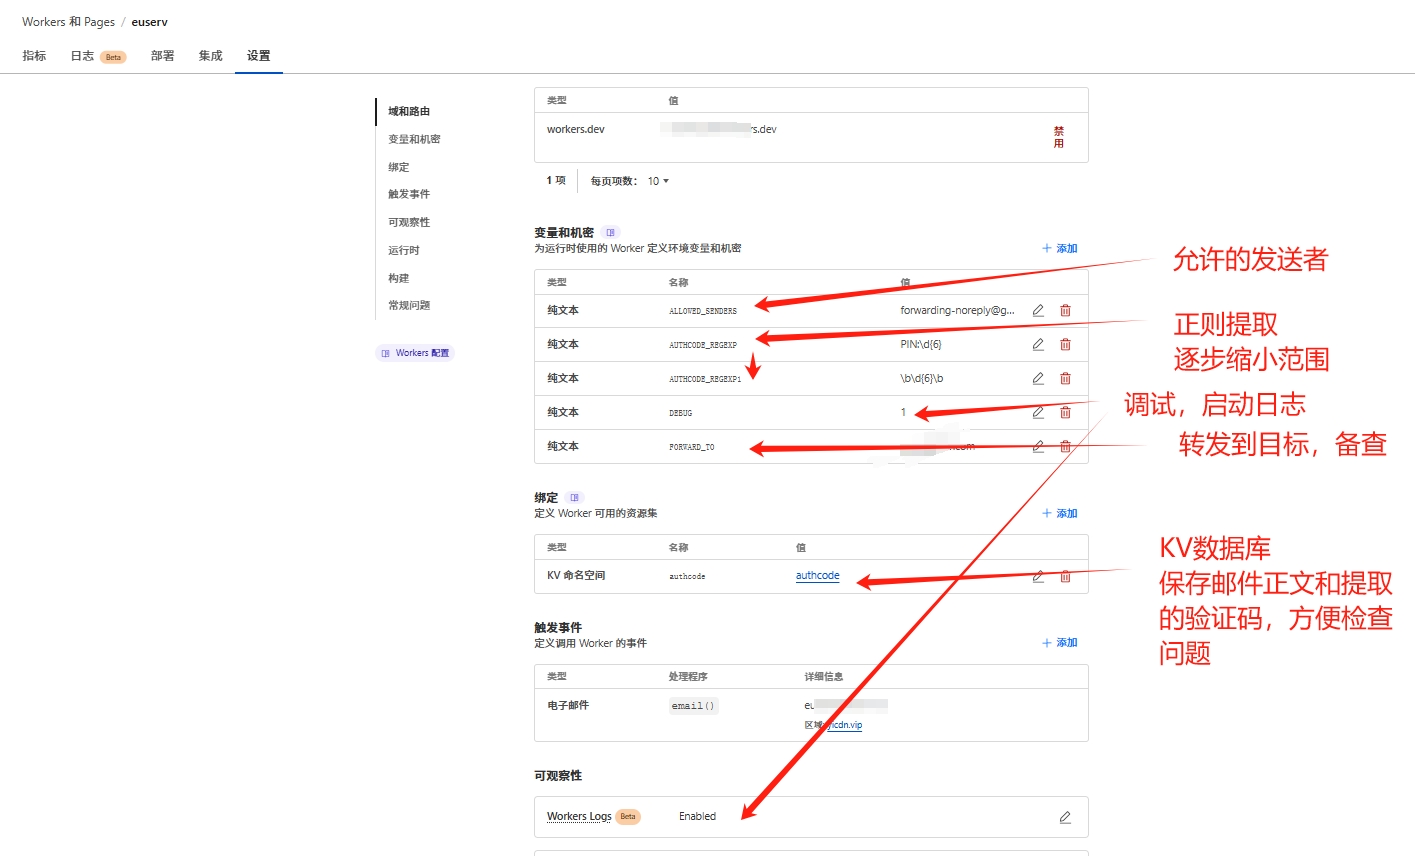 Workers 和 Pages / euserv
指标 日志 Beta 部署 集成 设置
域和路由
变量和机密
绑定
触发事件
可观察性
运行时
构建
常规问题
Workers 配置
类型 值
workers.dev s.dev 禁用
1 项 每页项数： 10
变量和机密
为运行时使用的 Worker 定义环境变量和机密 + 添加
类型 名称 值
纯文本 ALLOWED_SENDERS forwarding-noreply@g...
纯文本 AUTHCODE_REGEXP PIN:\d{6}
纯文本 AUTHCODE_REGEXP1 \b\d{6}\b
纯文本 DEBUG 1
纯文本 FORWARD_TO .com
绑定
定义 Worker 可用的资源集 + 添加
类型 名称 值
KV 命名空间 authcode authcode
触发事件
定义调用 Worker 的事件 + 添加
类型 处理程序 详细信息
电子邮件 email() eu
区域: icdn.vip
可观察性
Workers Logs Beta Enabled
允许的发送者
正则提取
逐步缩小范围
调试，启动日志
转发到目标，备查
KV数据库
保存邮件正文和提取
的验证码，方便检查
问题